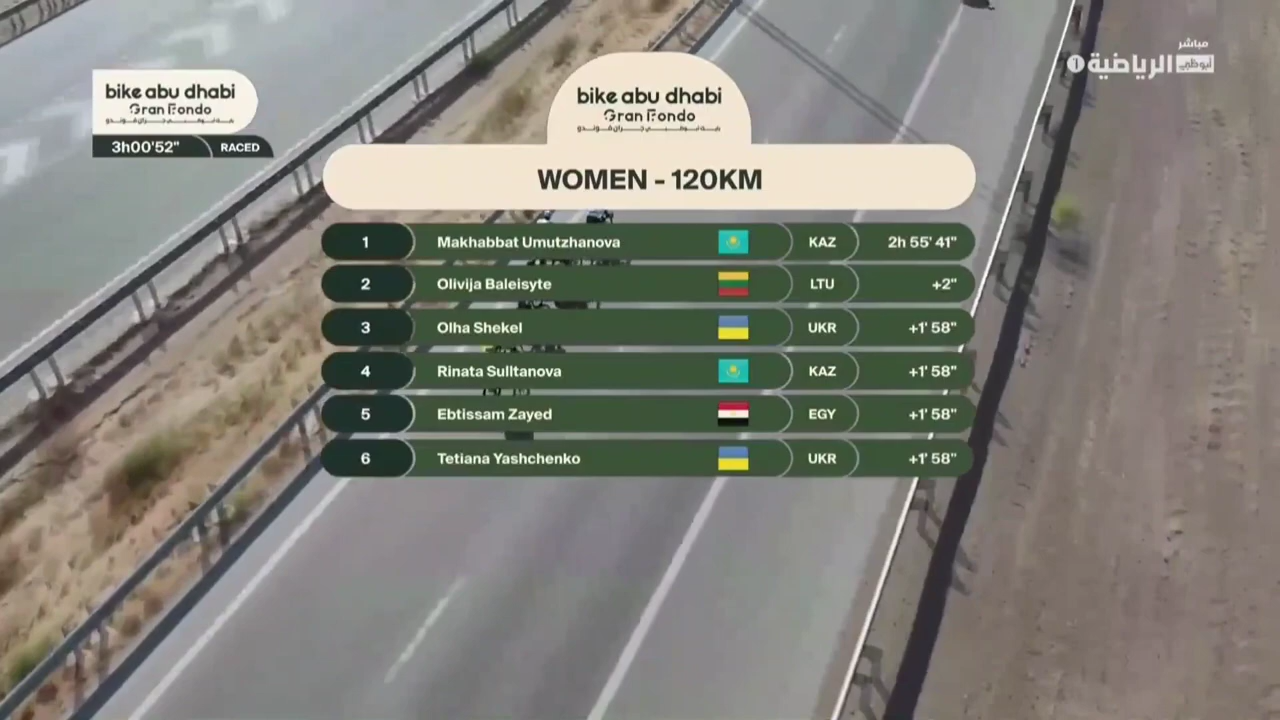 مباشر
أبوظبي الرياضية 1
bike abu dhabi
Gran Fondo
3h00'52" RACED
bike abu dhabi
Gran Fondo
WOMEN - 120KM
1 Makhabbat Umutzhanova KAZ 2h 55' 41"
2 Olivija Baleisyte LTU +2"
3 Olha Shekel UKR +1' 58"
4 Rinata Sulltanova KAZ +1' 58"
5 Ebtissam Zayed EGY +1' 58"
6 Tetiana Yashchenko UKR +1' 58"